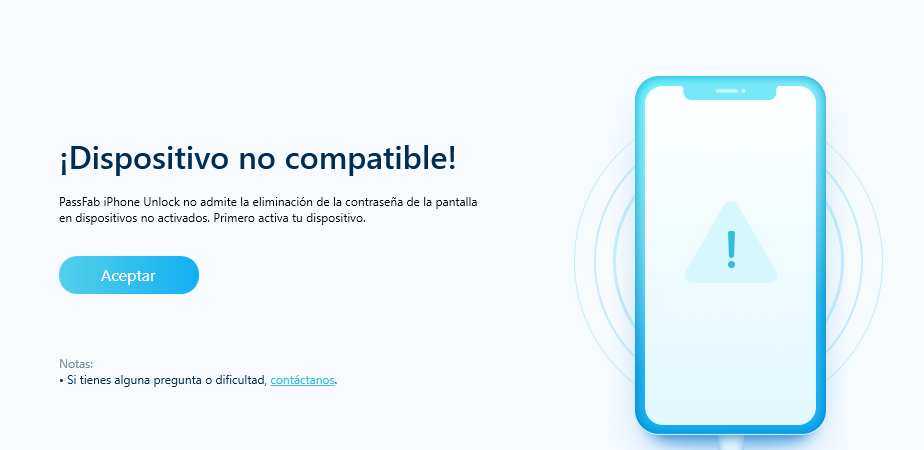 ¡Dispositivo no compatible!
PassFab iPhone Unlock no admite la eliminación de la contraseña de la pantalla
en dispositivos no activados. Primero activa tu dispositivo.
Aceptar
Notas:
• Si tienes alguna pregunta o dificultad, contáctanos.